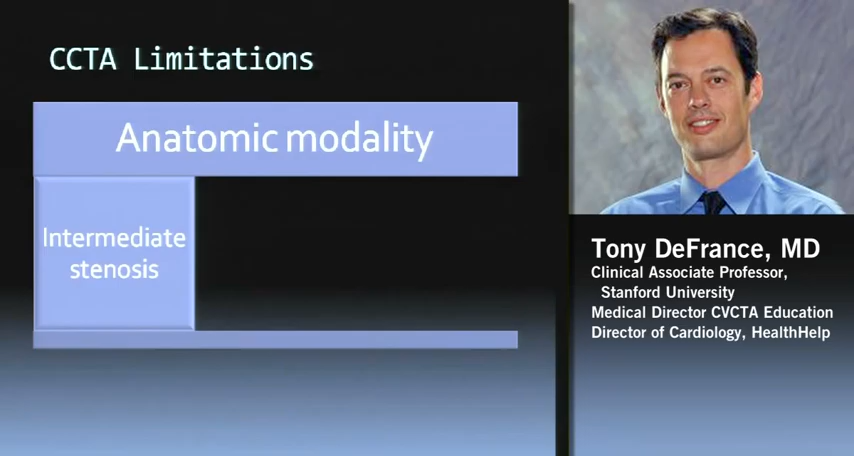 CCTA Limitations
Anatomic modality
Intermediate
stenosis
Tony DeFrance, MD
Clinical Associate Professor,
Stanford University
Medical Director CVCTA Education
Director of Cardiology, HealthHelp